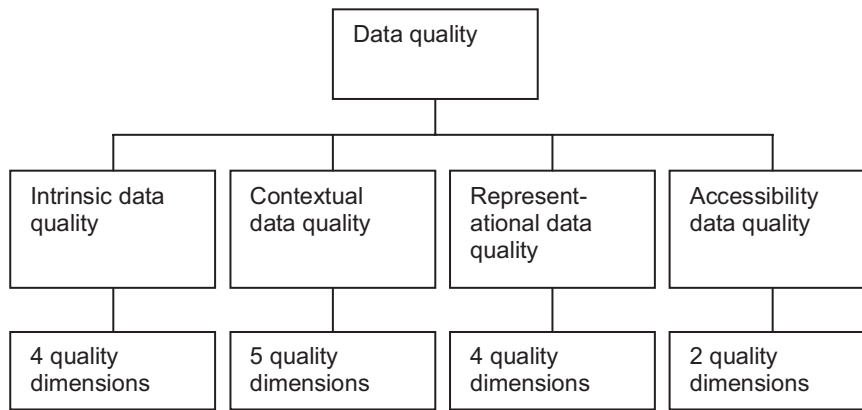 Data quality
Intrinsic data
quality
Contextual
data quality
Represent-
ational data
quality
Accessibility
data quality
4 quality
dimensions
5 quality
dimensions
4 quality
dimensions
2 quality
dimensions